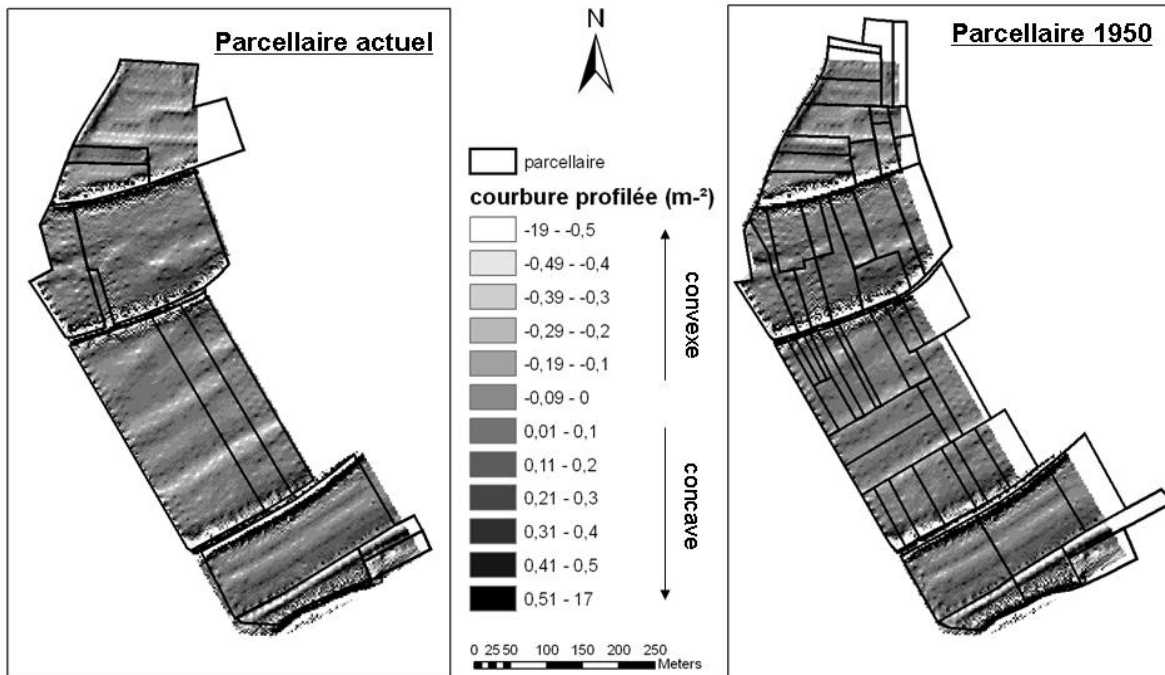 Parcellaire actuel
N
Parcellaire 1950
parcellaire
courbure profilée (m-²)
-19 - -0,5
-0,49 - -0,4
-0,39 - -0,3
-0,29 - -0,2
-0,19 - -0,1
-0,09 - 0
0,01 - 0,1
0,11 - 0,2
0,21 - 0,3
0,31 - 0,4
0,41 - 0,5
0,51 - 17
convexe
concave
0 25 50 100 150 200 250
Meters